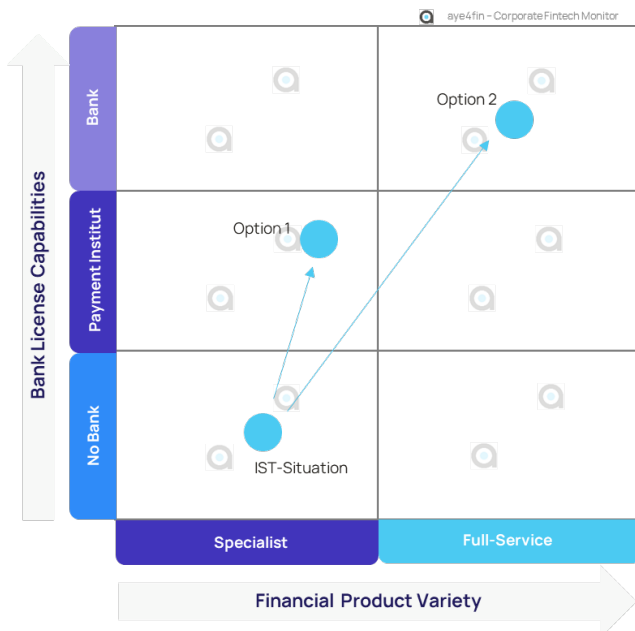 aye4fin – Corporate Fintech Monitor
Bank
Option 2
Bank License Capabilities
Payment Institut
Option 1
No Bank
IST-Situation
Specialist
Full-Service
Financial Product Variety